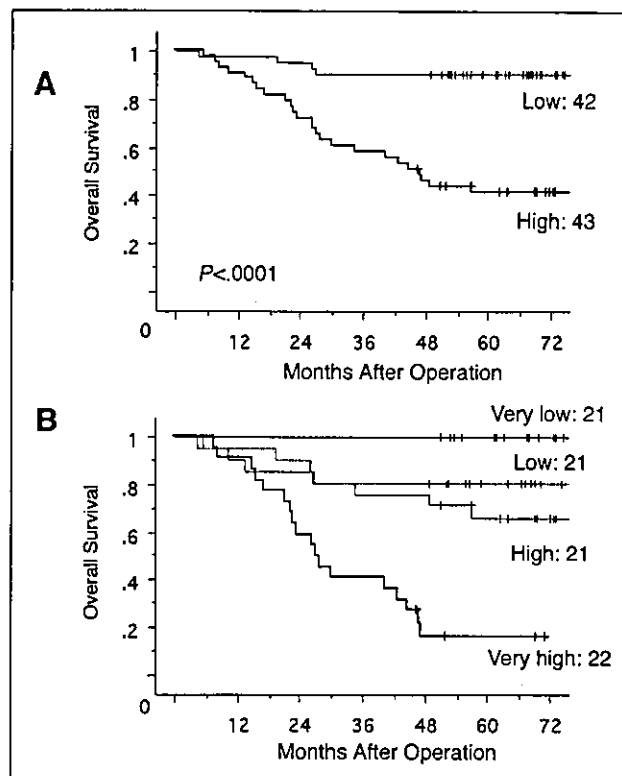 A
Overall Survival
1
.8
.6
.4
.2
0
Low: 42
High: 43
P<.0001
12 24 36 48 60 72
Months After Operation
B
Overall Survival
1
.8
.6
.4
.2
0
Very low: 21
Low: 21
High: 21
Very high: 22
12 24 36 48 60 72
Months After Operation